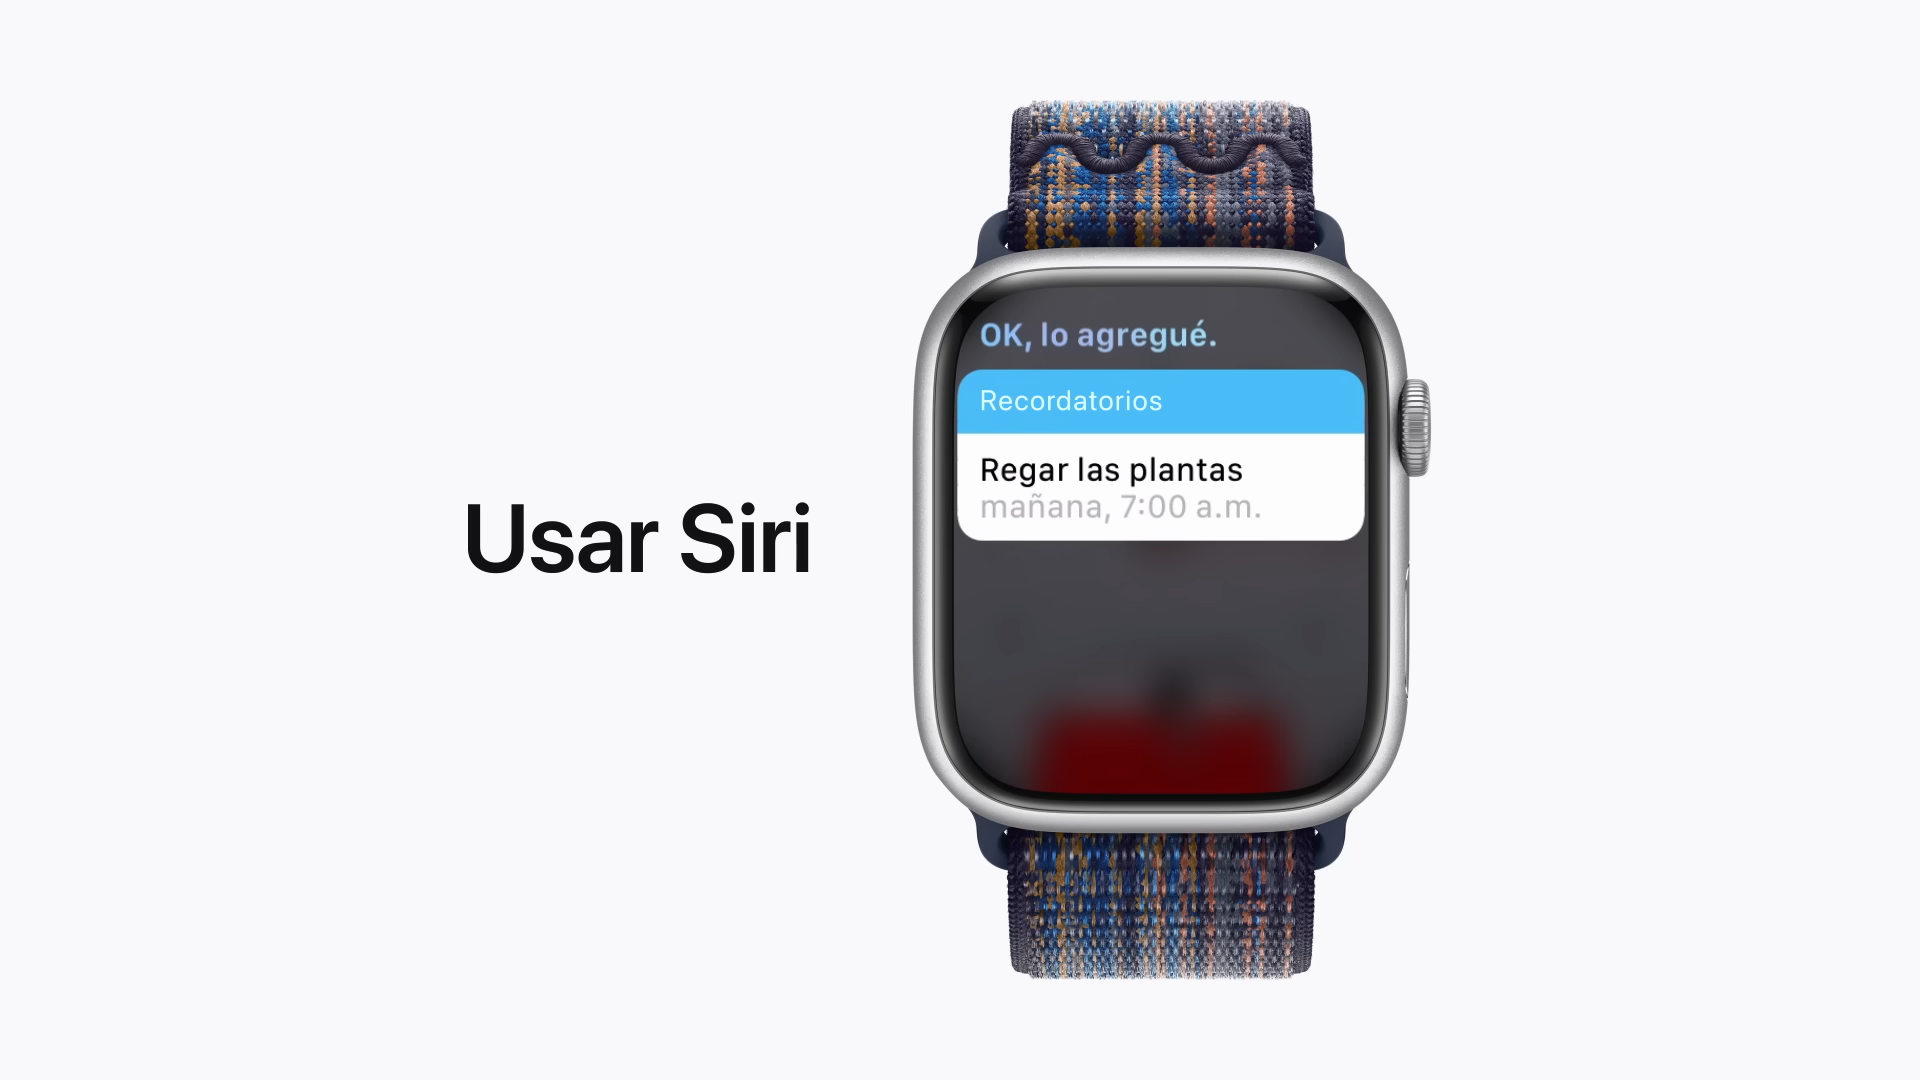 Usar Siri
OK, lo agregué.
Recordatorios
Regar las plantas
mañana, 7:00 a.m.